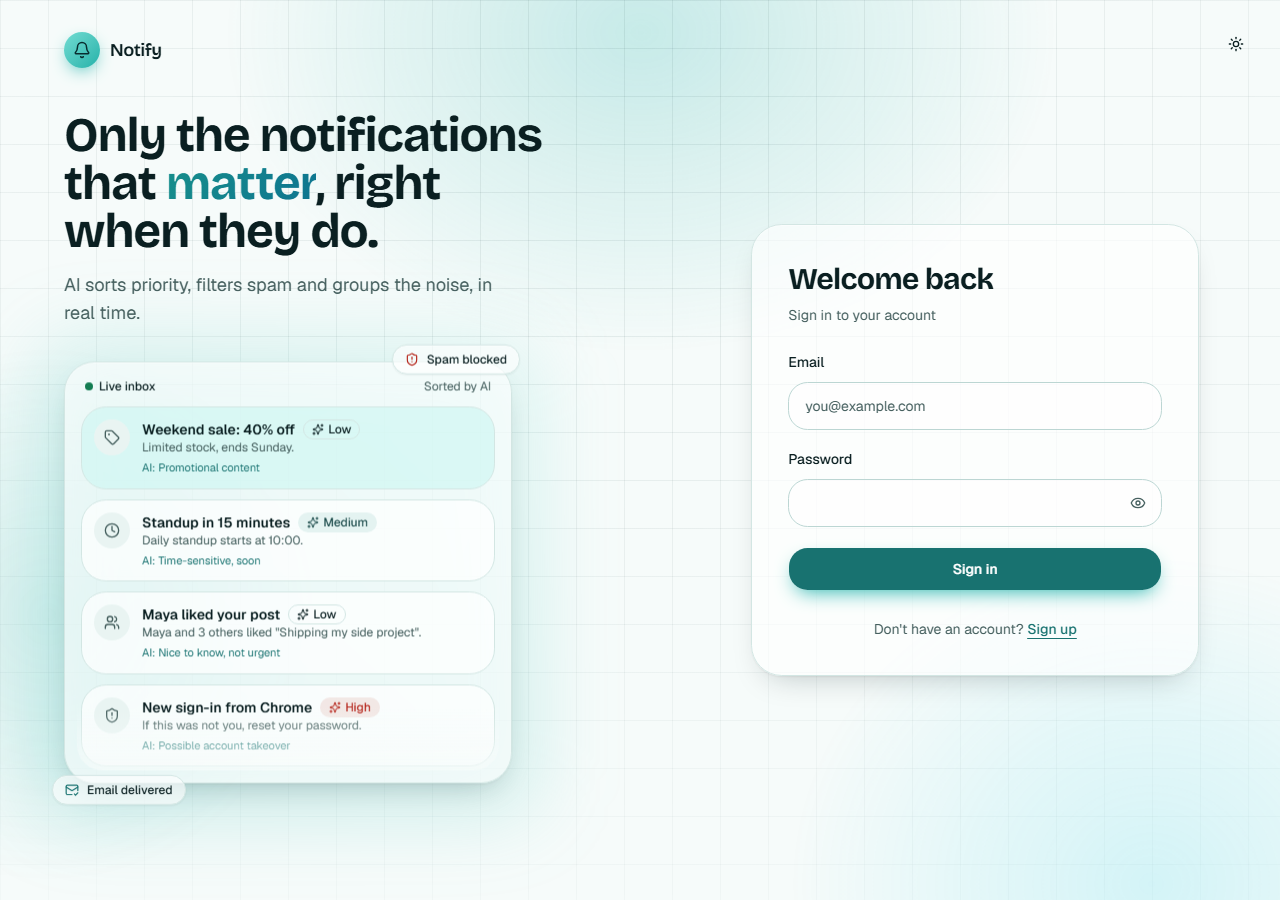 Notify
Only the notifications
that matter, right
when they do.
AI sorts priority, filters spam and groups the noise, in
real time.
Spam blocked
Live inbox
Sorted by AI
Weekend sale: 40% off
Low
Limited stock, ends Sunday.
AI: Promotional content
Standup in 15 minutes
Medium
Daily standup starts at 10:00.
AI: Time-sensitive, soon
Maya liked your post
Low
Maya and 3 others liked "Shipping my side project".
AI: Nice to know, not urgent
New sign-in from Chrome
High
If this was not you, reset your password.
AI: Possible account takeover
Email delivered
Welcome back
Sign in to your account
Email
you@example.com
Password
Sign in
Don't have an account? Sign up